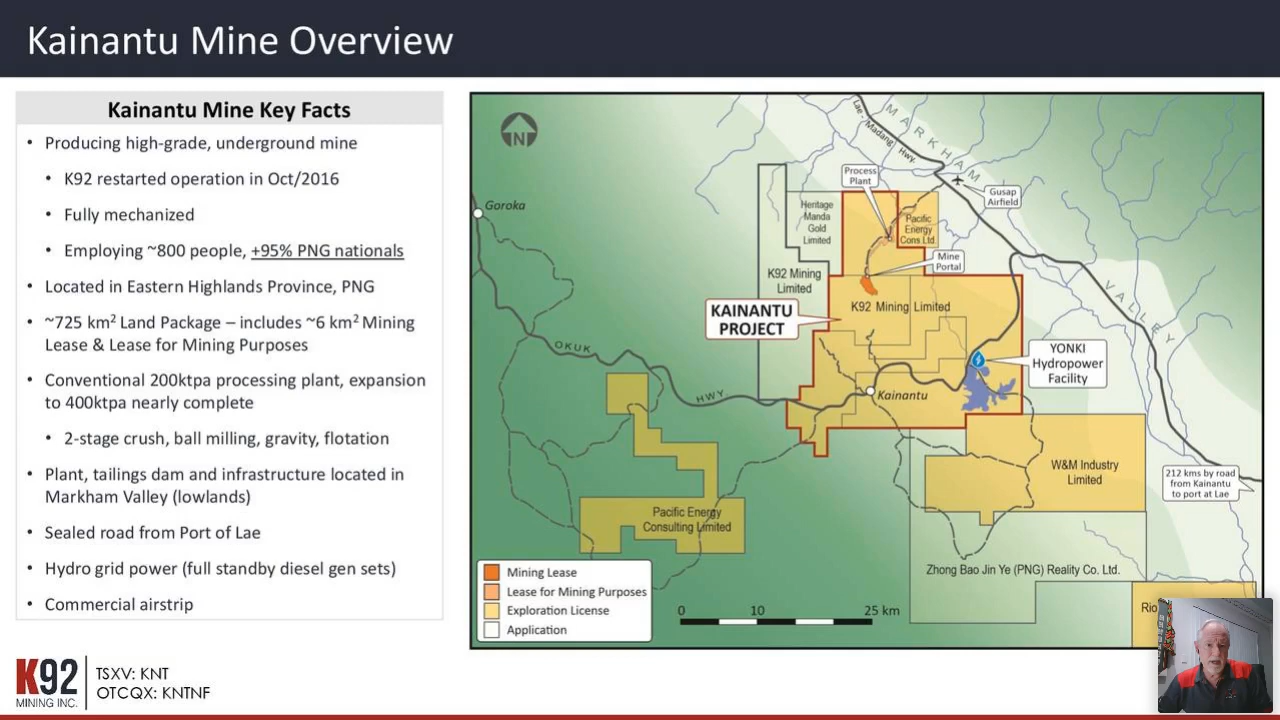 Kainantu Mine Overview
Kainantu Mine Key Facts
• Producing high-grade, underground mine
• K92 restarted operation in Oct/2016
• Fully mechanized
• Employing ~800 people, +95% PNG nationals
• Located in Eastern Highlands Province, PNG
• ~725 km² Land Package – includes ~6 km² Mining
Lease & Lease for Mining Purposes
• Conventional 200ktpa processing plant, expansion
to 400ktpa nearly complete
• 2-stage crush, ball milling, gravity, flotation
• Plant, tailings dam and infrastructure located in
Markham Valley (lowlands)
• Sealed road from Port of Lae
• Hydro grid power (full standby diesel gen sets)
• Commercial airstrip
N
Lae - Madang Hwy.
MARKHAM
VALLEY
Process
Plant
Gusap
Airfield
Goroka
Heritage
Manda
Gold
Limited
Pacific
Energy
Cons Ltd.
Mine
Portal
K92 Mining
Limited
K92 Mining Limited
KAINANTU
PROJECT
YONKI
Hydropower
Facility
OKUK
HWY
Kainantu
W&M Industry
Limited
212 kms by road
from Kainantu
to port at Lae
Pacific Energy
Consulting Limited
Zhong Bao Jin Ye (PNG) Reality Co. Ltd.
Rio
Mining Lease
Lease for Mining Purposes
Exploration License
Application
0 10 25 km
K92
MINING INC.
TSXV: KNT
OTCQX: KNTNF